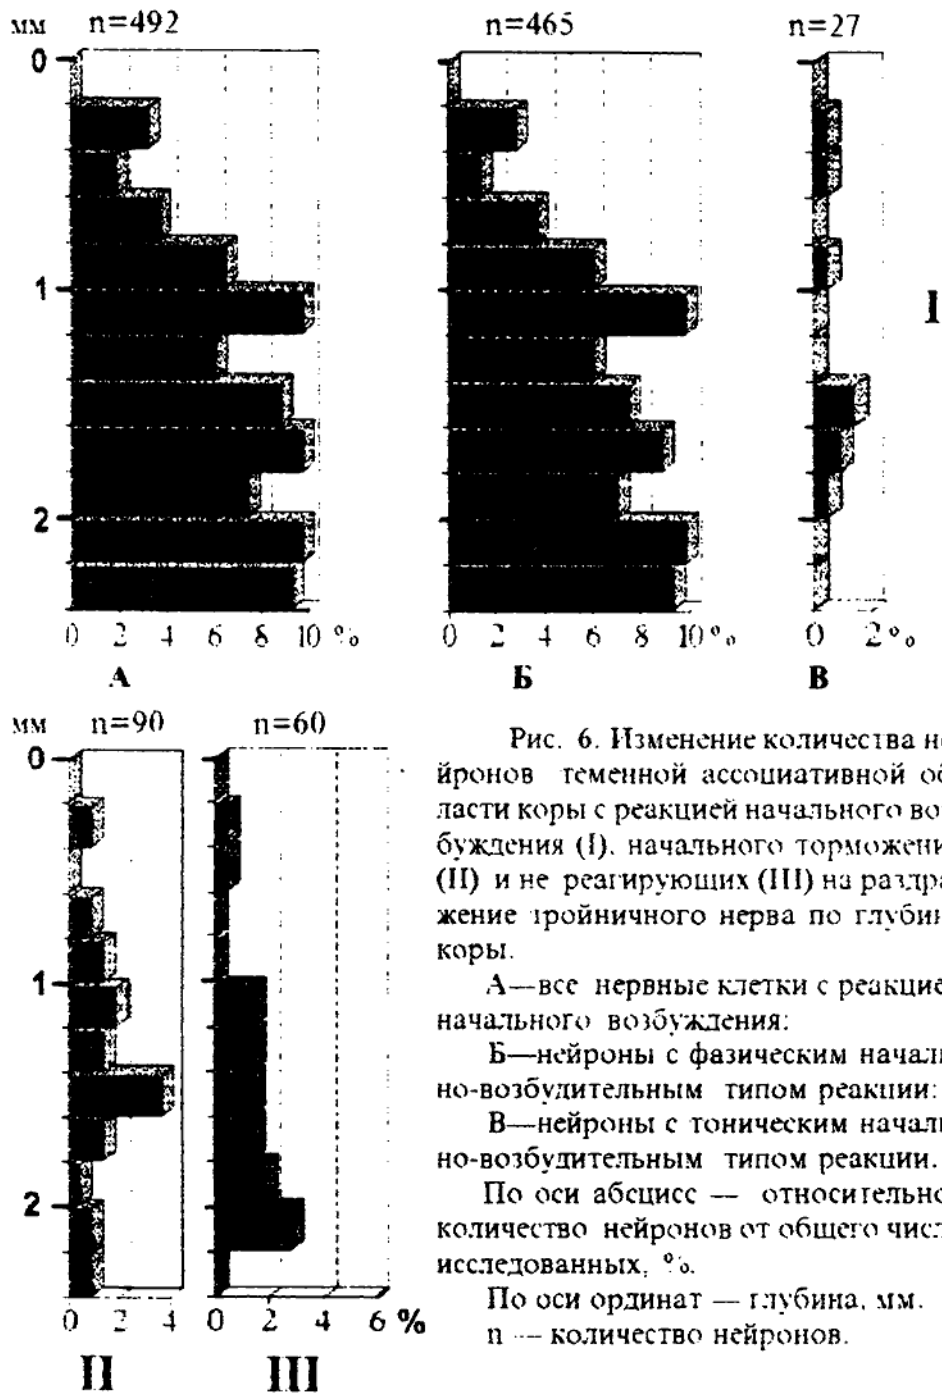 мм n=492 n=465 n=27
0
1
2
I
0 2 4 6 8 10 %
0 2 4 6 8 10 %
0 2 %
А Б В
мм n=90 n=60
0
1
2
0 2 4
0 2 4 6 %
II III
Рис. 6. Изменение количества не
йронов теменной ассоциативной об
ласти коры с реакцией начального воз
буждения (I), начального торможени
(II) и не реагирующих (III) на раздра
жение тройничного нерва по глубин
коры.
А—все нервные клетки с реакцие
начального возбуждения:
Б—нейроны с фазическим началь
но-возбудительным типом реакции:
В—нейроны с тоническим началь
но-возбудительным типом реакции.
По оси абсцисс — относительно
количество нейронов от общего числ
исследованных, %.
По оси ординат — глубина, мм.
n — количество нейронов.